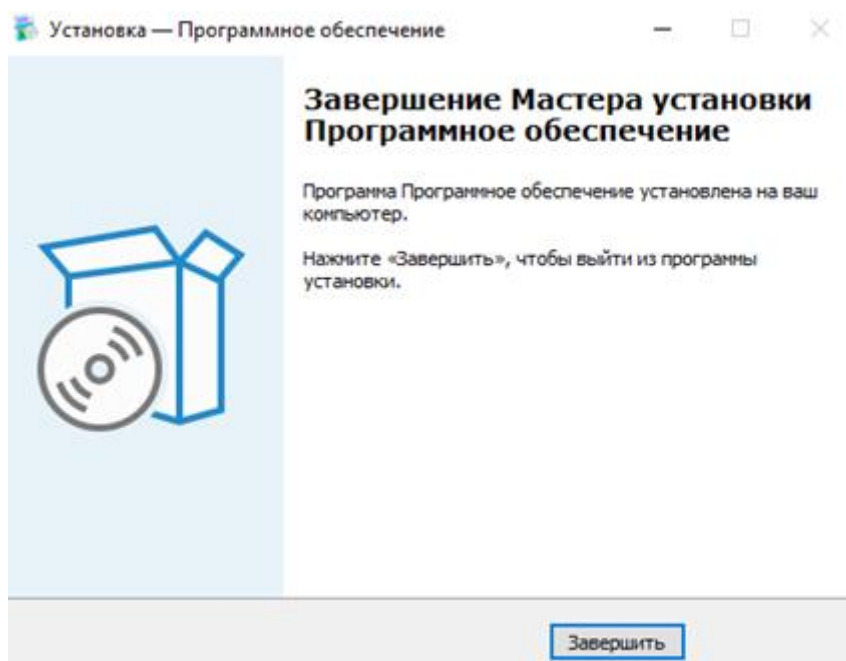 Установка — Программное обеспечение
Завершение Мастера установки
Программное обеспечение
Программа Программное обеспечение установлена на ваш
компьютер.
Нажмите «Завершить», чтобы выйти из программы
установки.
Завершить